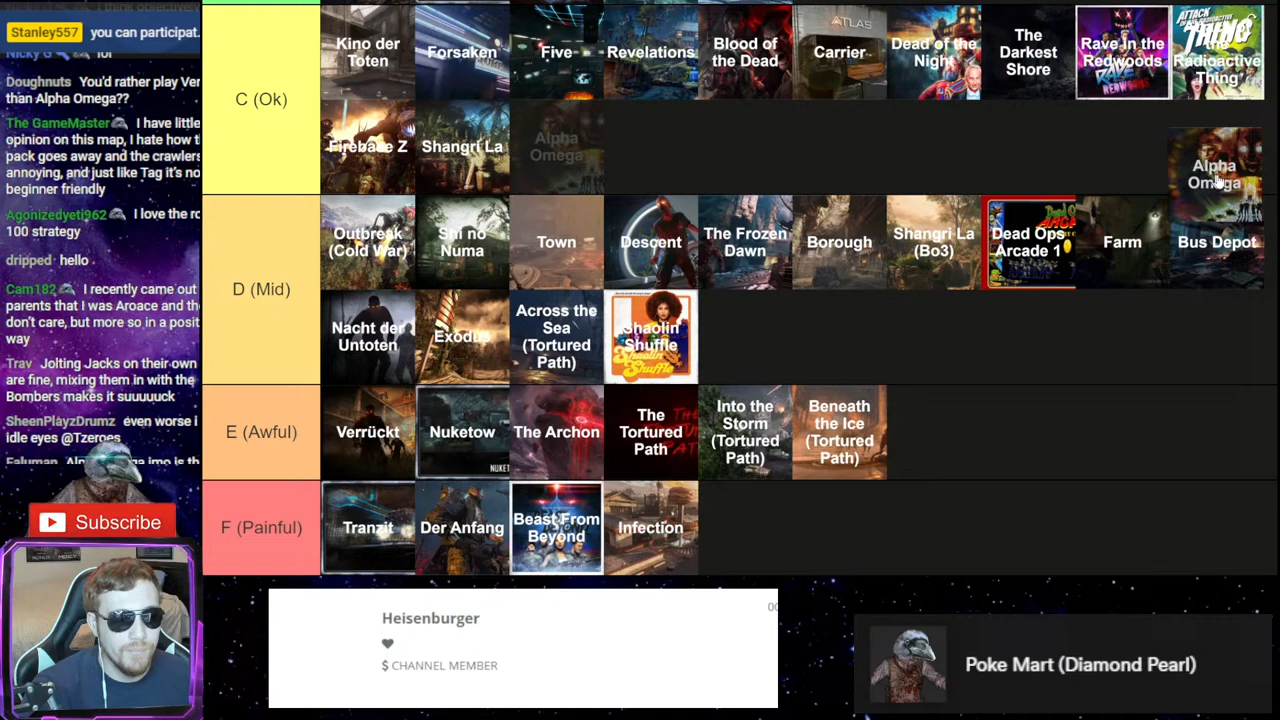 Stanley557 you can participat.
Nicky G lol
Doughnuts You'd rather play Ver
than Alpha Omega??
The GameMaster I have little
opinion on this map, I hate how t
pack goes away and the crawlers
annoying, and just like Tag it's no
beginner friendly
Agonizedyeti962 I love the ro
100 strategy
dripped hello
Cam182 I recently came out
parents that I was Aroace and the
don't care, but more so in a posit
way
Trav Jolting Jacks on their own
are fine, mixing them in with the
Bombers makes it suuuuuck
SheenPlayzDrumz even worse i
idle eyes @Tzeroes
Subscribe
C (Ok)
Kino der
Toten
Forsaken
Five
Revelations
Blood of
the Dead
ATLAS
Carrier
Dead of the
Night
The
Darkest
Shore
Rave in the
Redwoods
ATTACK
THING
the
Radioactive
Thing
Firebase Z
Shangri La
Alpha
Omega
Alpha
Omega
D (Mid)
Outbreak
(Cold War)
Shi no
Numa
Town
Descent
The Frozen
Dawn
Borough
Shangri La
(Bo3)
Dead Ops
Arcade 1
Farm
Bus Depot
Nacht der
Untoten
Exodus
Across the
Sea
(Tortured
Path)
Shaolin
Shuffle
E (Awful)
Verrückt
Nuketow
The Archon
The
Tortured
Path
Into the
Storm
(Tortured
Path)
Beneath
the Ice
(Tortured
Path)
F (Painful)
Tranzit
Der Anfang
Beast From
Beyond
Infection
Heisenburger
$ CHANNEL MEMBER
Poke Mart (Diamond Pearl)